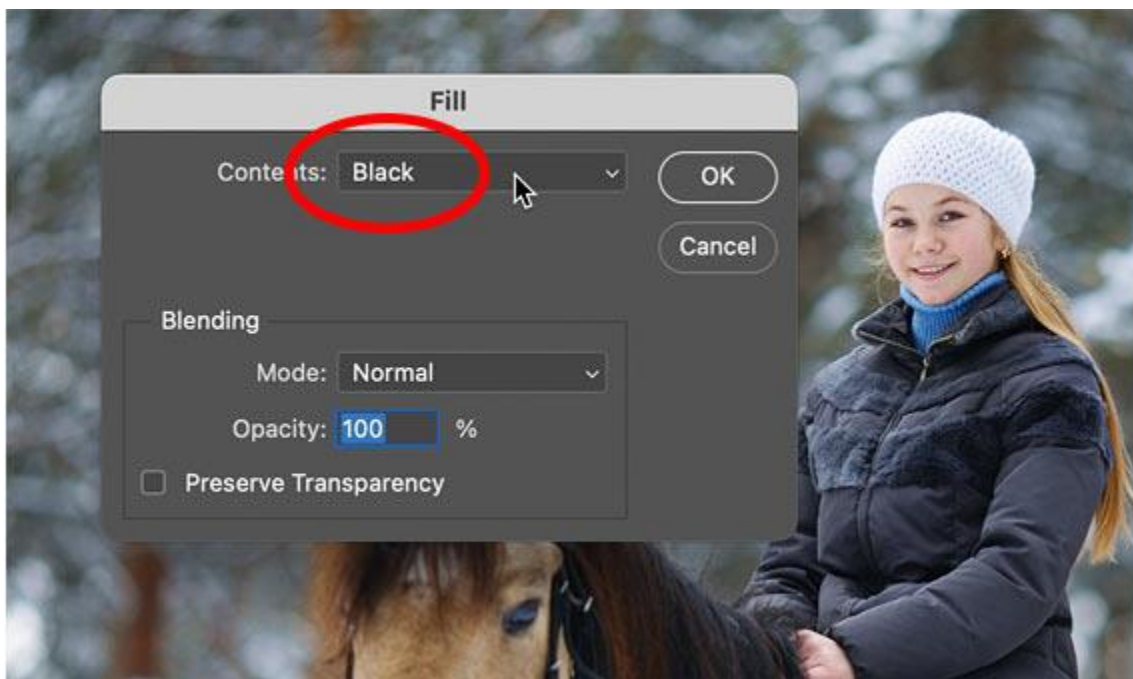 Fill
Contents: Black
OK
Cancel
Blending
Mode: Normal
Opacity: 100 %
Preserve Transparency